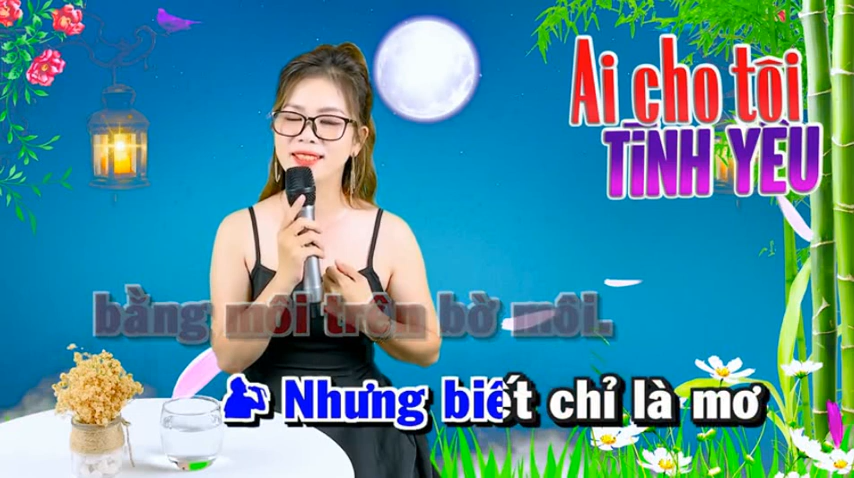 Ai cho tôi
TÌNH YÊU
bằng môi trên bờ môi.
Nhưng biết chỉ là mơ